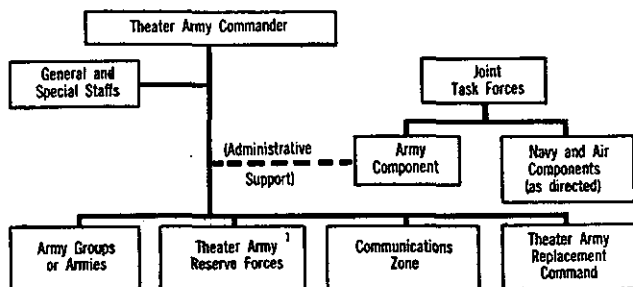 Theater Army Commander
General and
Special Staffs
Joint
Task Forces
(Administrative
Support)
Army
Component
Navy and Air
Components
(as directed)
Army Groups
or Armies
Theater Army 1
Reserve Forces
Communications
Zone
Theater Army
Replacement
Command